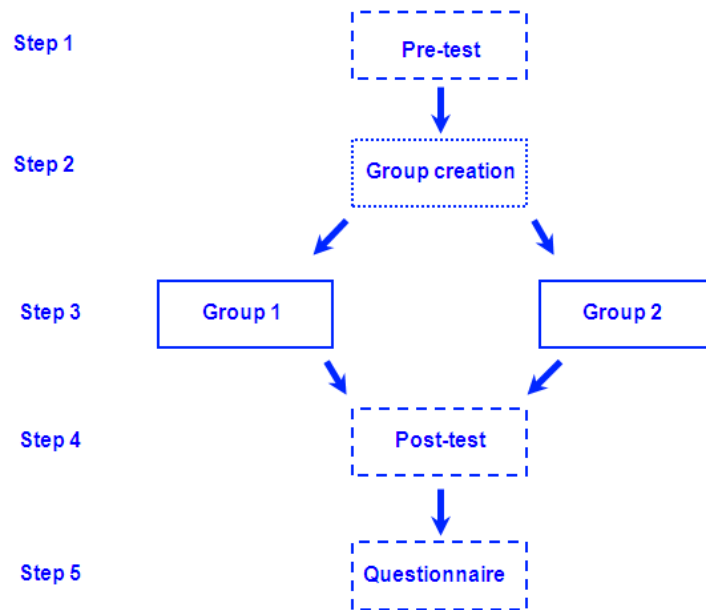 Step 1
Pre-test
Step 2
Group creation
Step 3
Group 1
Group 2
Step 4
Post-test
Step 5
Questionnaire